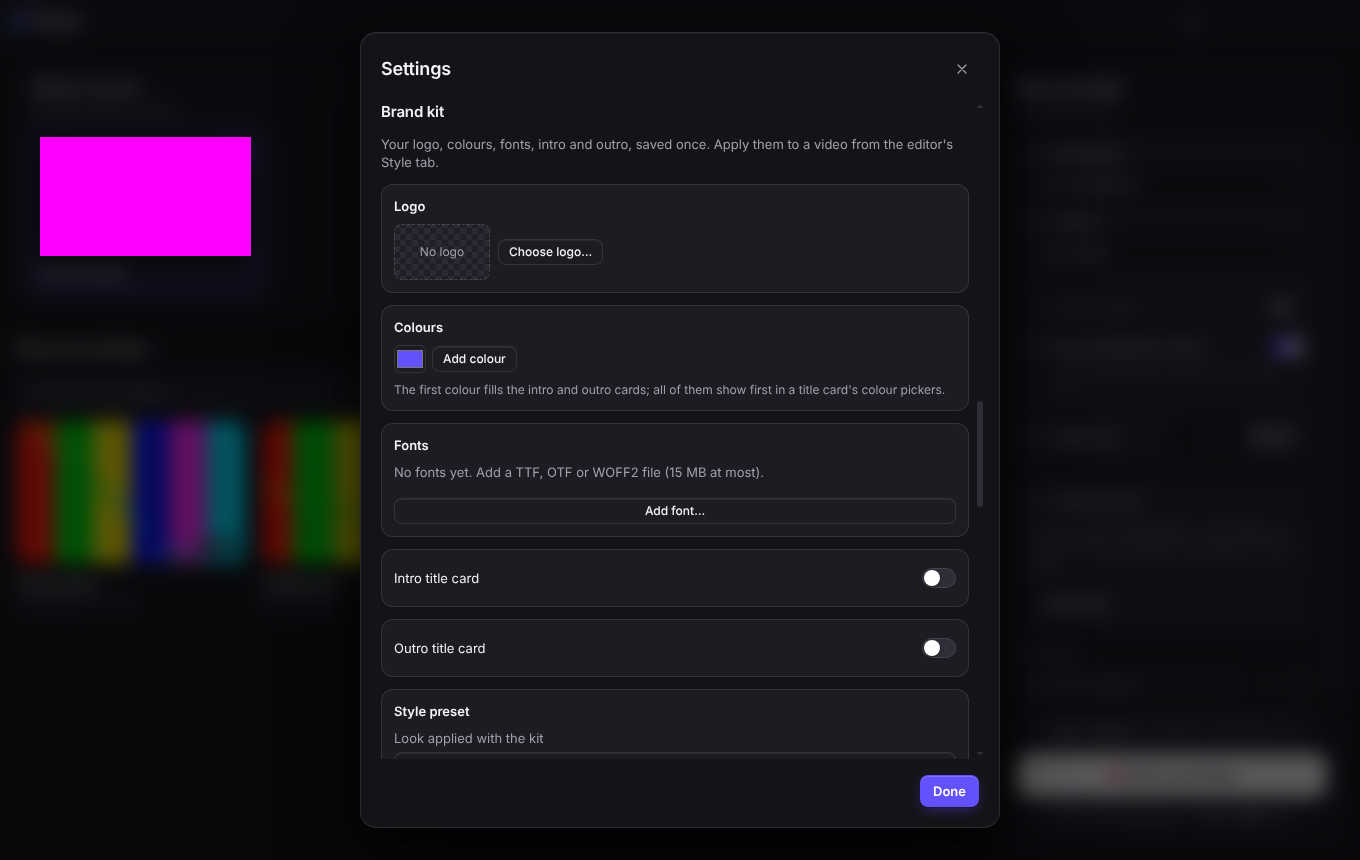 Settings
Brand kit
Your logo, colours, fonts, intro and outro, saved once. Apply them to a video from the editor's
Style tab.
Logo
No logo
Choose logo...
Colours
Add colour
The first colour fills the intro and outro cards; all of them show first in a title card's colour pickers.
Fonts
No fonts yet. Add a TTF, OTF or WOFF2 file (15 MB at most).
Add font...
Intro title card
Outro title card
Style preset
Look applied with the kit
Done